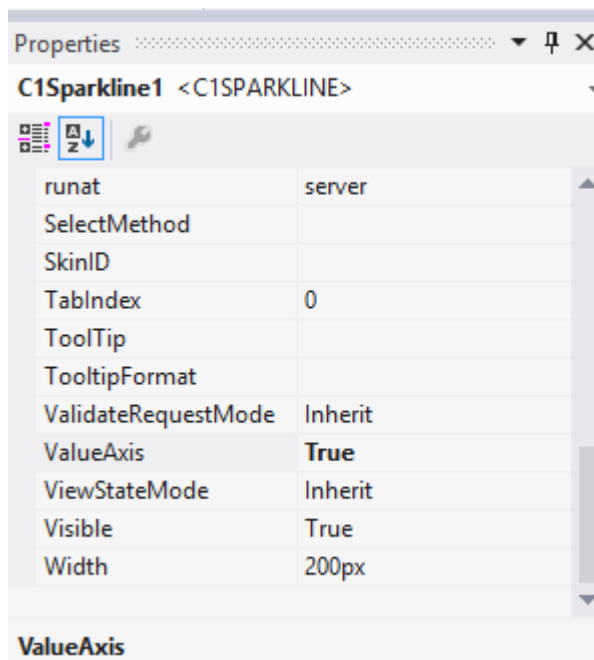 Properties
C1Sparkline1 <C1SPARKLINE>
runat server
SelectMethod
SkinID
TabIndex 0
ToolTip
TooltipFormat
ValidateRequestMode Inherit
ValueAxis True
ViewStateMode Inherit
Visible True
Width 200px
ValueAxis